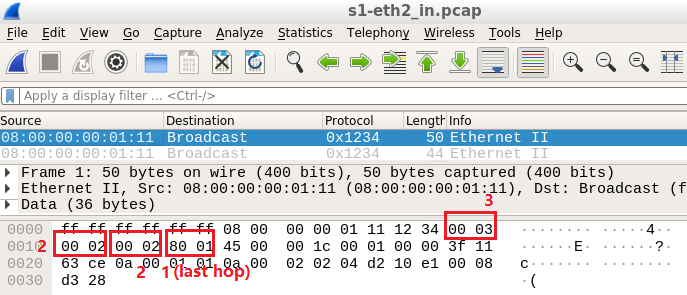 s1-eth2_in.pcap
File Edit View Go Capture Analyze Statistics Telephony Wireless Tools Help
Apply a display filter ... <Ctrl-/>
Source Destination Protocol Length Info
08:00:00:00:01:11 Broadcast 0x1234 50 Ethernet II
08:00:00:00:01:11 Broadcast 0x1234 44 Ethernet II
Frame 1: 50 bytes on wire (400 bits), 50 bytes captured (400 bits)
Ethernet II, Src: 08:00:00:00:01:11 (08:00:00:00:01:11), Dst: Broadcast (f
Data (36 bytes)
3
0000 ff ff ff ff ff ff 08 00 00 00 01 11 12 34 00 03 ········ ·····4··
2
0010 00 02 00 02 80 01 45 00 00 1c 00 01 00 00 3f 11 ······E· ······?·
2 1 (last hop)
0020 63 ce 0a 00 01 01 0a 00 02 02 04 d2 10 e1 00 08 c······· ········
0030 d3 28 ·(